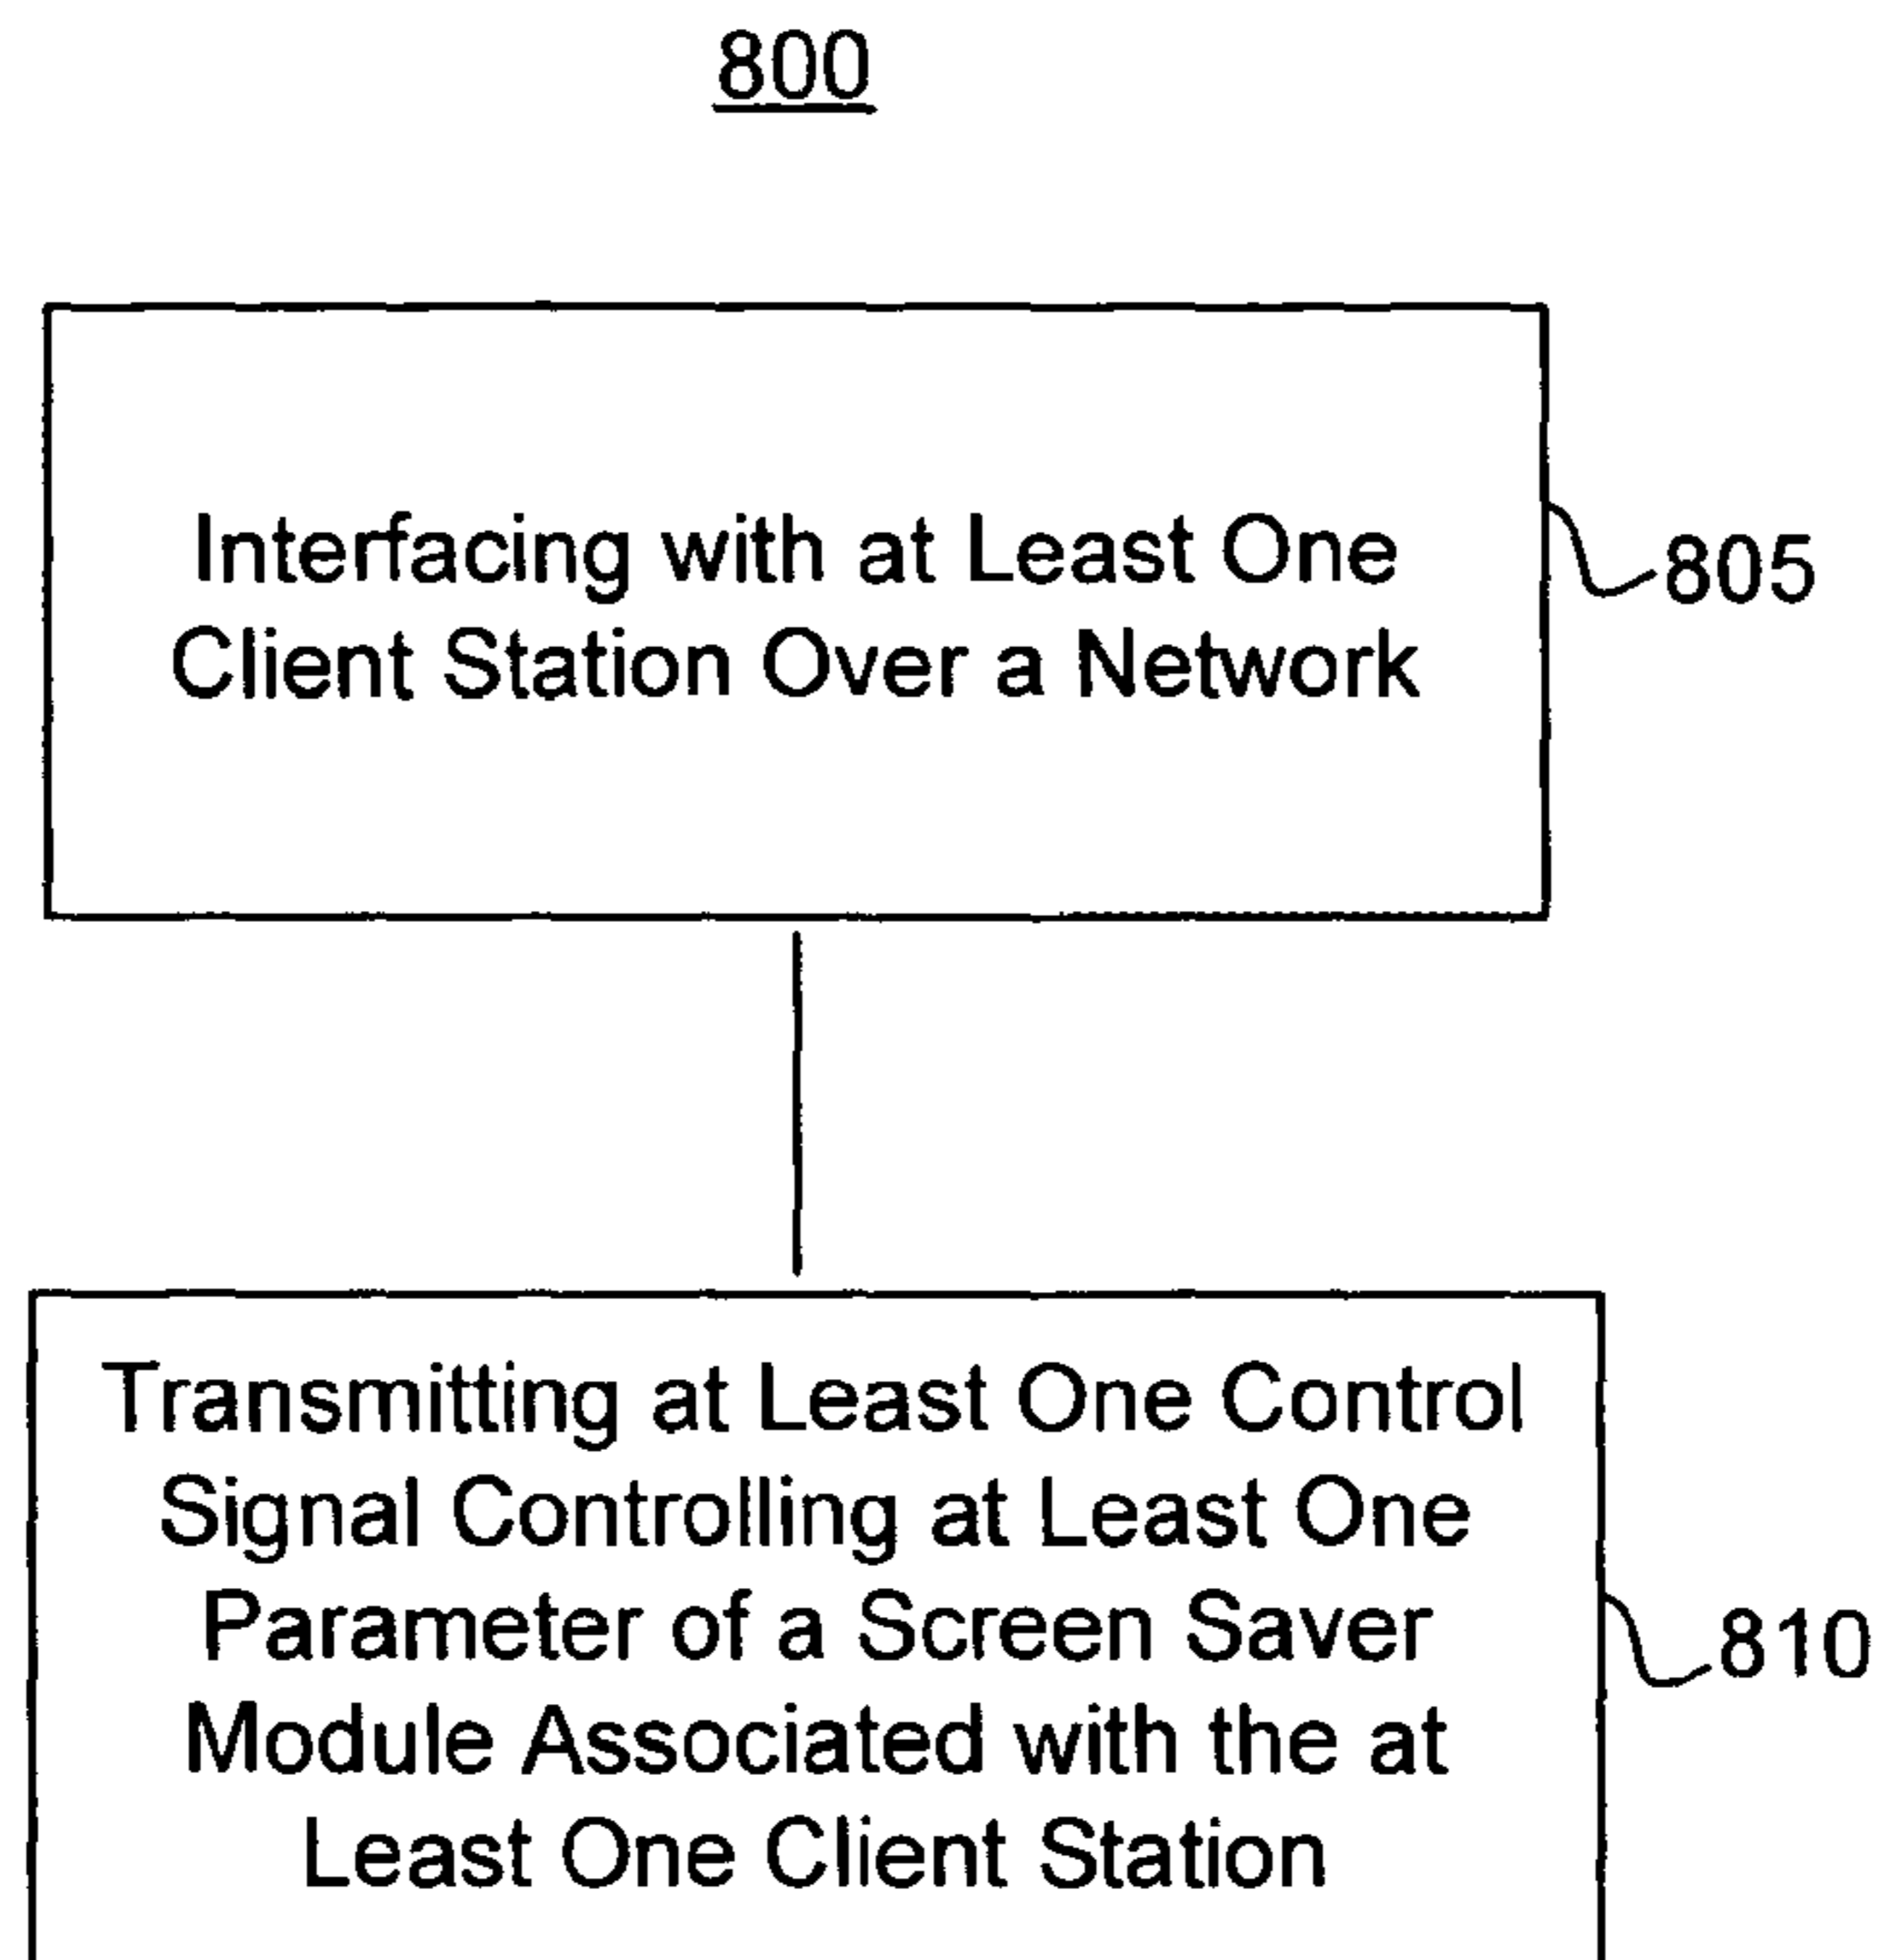 800
Interfacing with at Least One
Client Station Over a Network
805
Transmitting at Least One Control
Signal Controlling at Least One
Parameter of a Screen Saver
Module Associated with the at
Least One Client Station
810